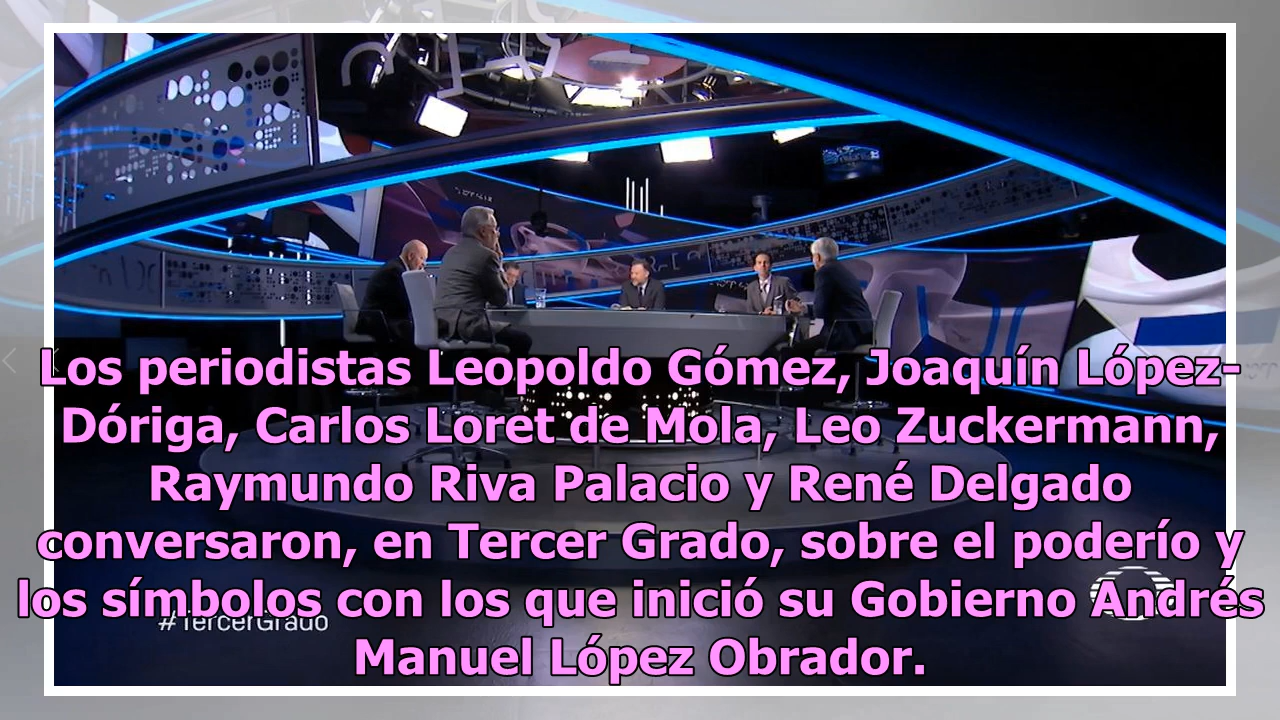 Los periodistas Leopoldo Gómez, Joaquín López-
Dóriga, Carlos Loret de Mola, Leo Zuckermann,
Raymundo Riva Palacio y René Delgado
conversaron, en Tercer Grado, sobre el poderío y
los símbolos con los que inició su Gobierno Andrés
#TercerGrado
Manuel López Obrador.